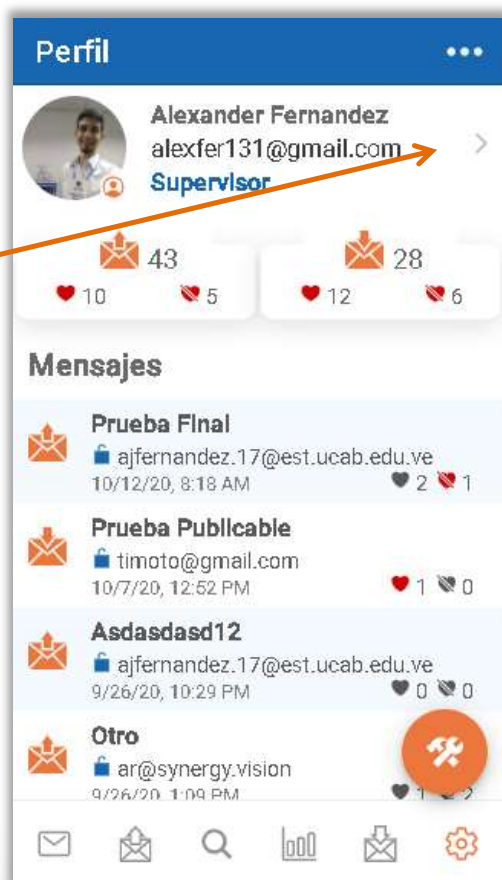 Perfil
Alexander Fernandez
alexfer131@gmail.com
Supervisor
43
28
10 5 12 6
Mensajes
Prueba Final
ajfernandez.17@est.ucab.edu.ve
10/12/20, 8:18 AM 2 1
Prueba Publicable
timoto@gmail.com
10/7/20, 12:52 PM 1 0
Asdasdasd12
ajfernandez.17@est.ucab.edu.ve
9/26/20, 10:29 PM 0 0
Otro
ar@synergy.vision
9/26/20, 1:09 PM 1 2